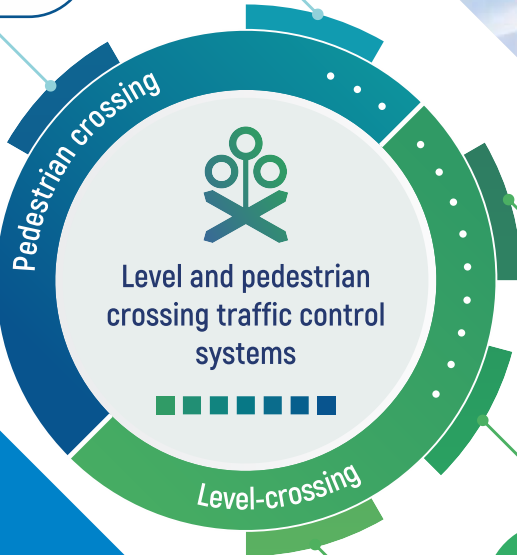 Pedestrian crossing
Level and pedestrian
crossing traffic control
systems
Level-crossing